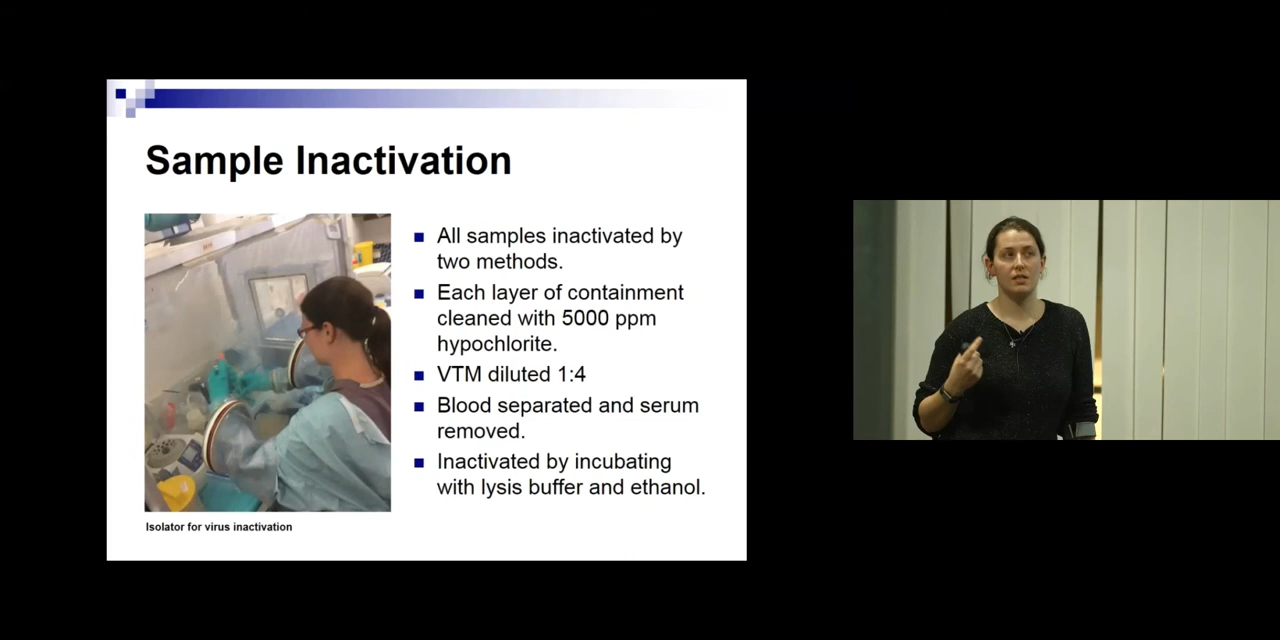 Sample Inactivation
All samples inactivated by
two methods.
Each layer of containment
cleaned with 5000 ppm
hypochlorite.
VTM diluted 1:4
Blood separated and serum
removed.
Inactivated by incubating
with lysis buffer and ethanol.
Isolator for virus inactivation